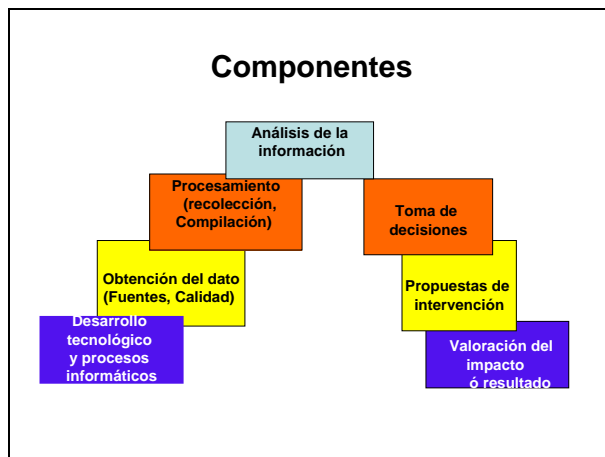 Componentes
Análisis de la
información
Procesamiento
(recolección,
Compilación)
Toma de
decisiones
Obtención del dato
(Fuentes, Calidad)
Propuestas de
intervención
Desarrollo
tecnológico
y procesos
informáticos
Valoración del
impacto
ó resultado